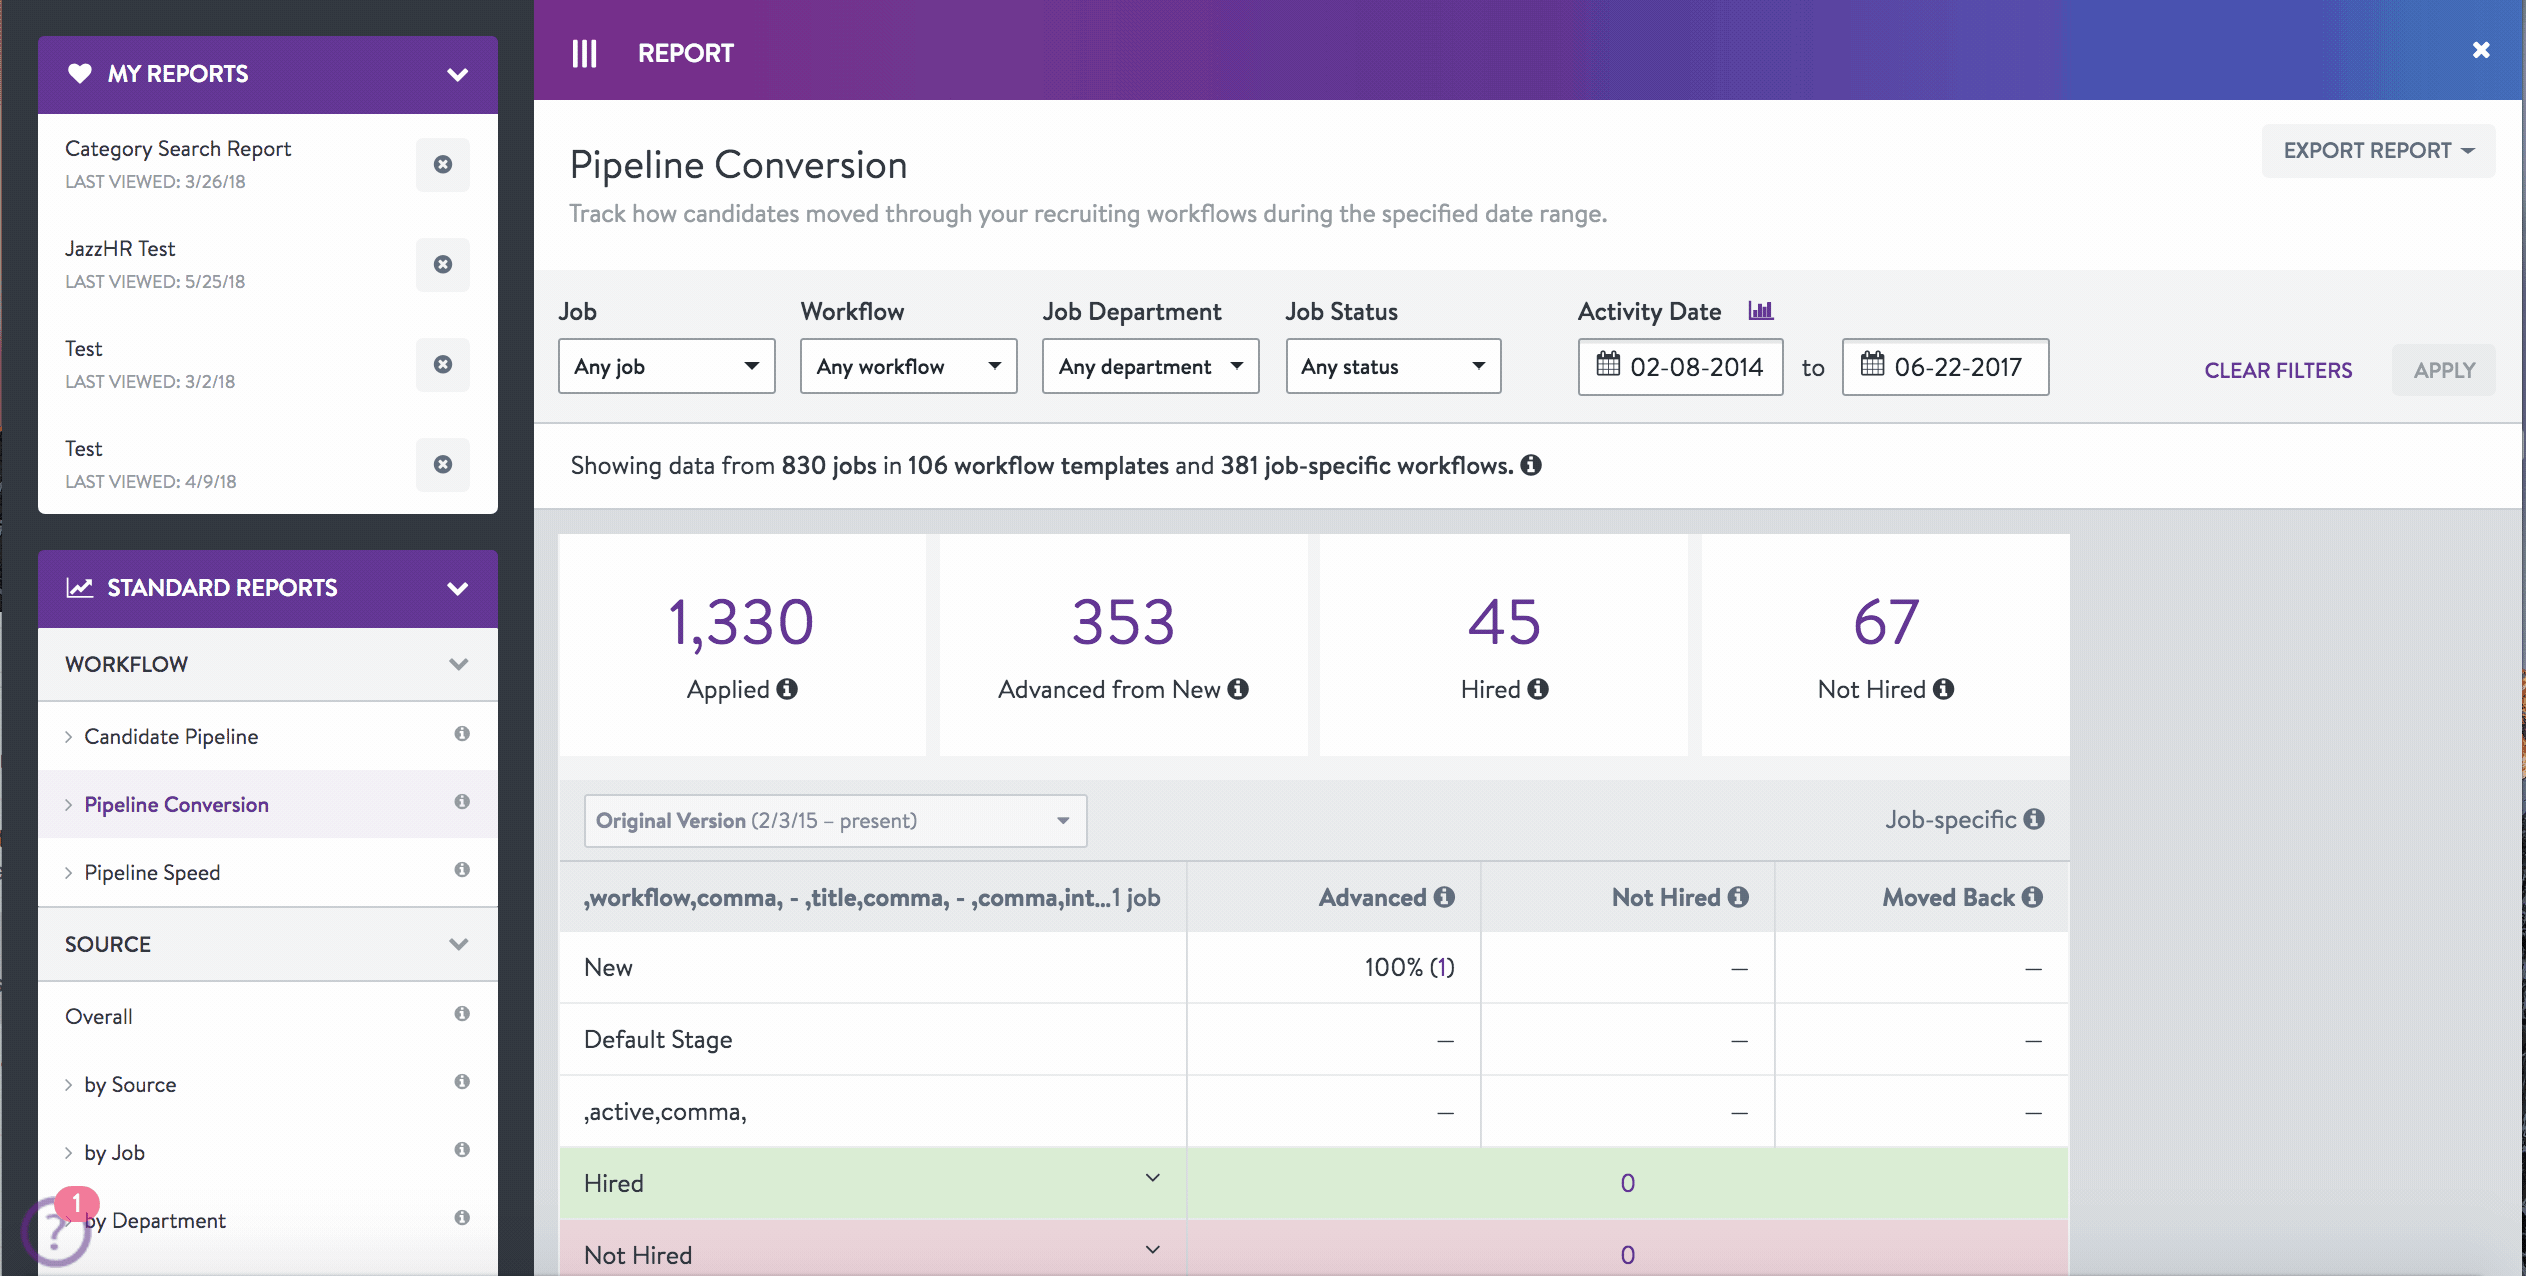 MY REPORTS
Category Search Report
LAST VIEWED: 3/26/18
JazzHR Test
LAST VIEWED: 5/25/18
Test
LAST VIEWED: 3/2/18
Test
LAST VIEWED: 4/9/18
STANDARD REPORTS
WORKFLOW
Candidate Pipeline
Pipeline Conversion
Pipeline Speed
SOURCE
Overall
by Source
by Job
by Department
1
?
REPORT
Pipeline Conversion
EXPORT REPORT
Track how candidates moved through your recruiting workflows during the specified date range.
Job Workflow Job Department Job Status Activity Date
Any job Any workflow Any department Any status 02-08-2014 to 06-22-2017 CLEAR FILTERS APPLY
Showing data from 830 jobs in 106 workflow templates and 381 job-specific workflows.
1,330 353 45 67
Applied Advanced from New Hired Not Hired
Original Version (2/3/15 – present) Job-specific
,workflow,comma, - ,title,comma, - ,comma,int...1 job Advanced Not Hired Moved Back
New 100% (1) — —
Default Stage — — —
,active,comma, — — —
Hired 0
Not Hired 0